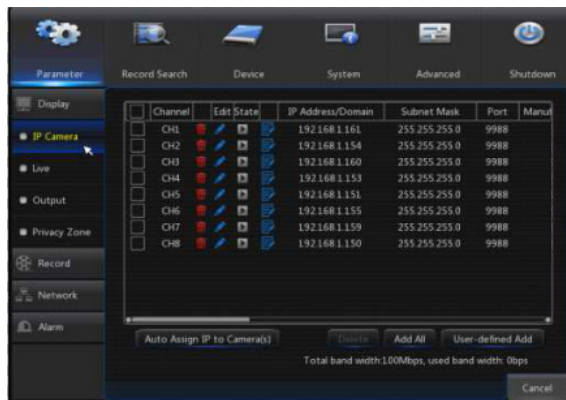 Parameter Record Search Device System Advanced Shutdown
Display
IP Camera
Live
Output
Privacy Zone
Record
Network
Alarm
Channel Edit State IP Address/Domain Subnet Mask Port Manuf
CH1 192.168.1.161 255.255.255.0 9988
CH2 192.168.1.154 255.255.255.0 9988
CH3 192.168.1.160 255.255.255.0 9988
CH4 192.168.1.153 255.255.255.0 9988
CH5 192.168.1.151 255.255.255.0 9988
CH6 192.168.1.155 255.255.255.0 9988
CH7 192.168.1.159 255.255.255.0 9988
CH8 192.168.1.150 255.255.255.0 9988
Auto Assign IP to Camera(s) Delete Add All User-defined Add
Total band width:100Mbps, used band width: 0bps
Cancel